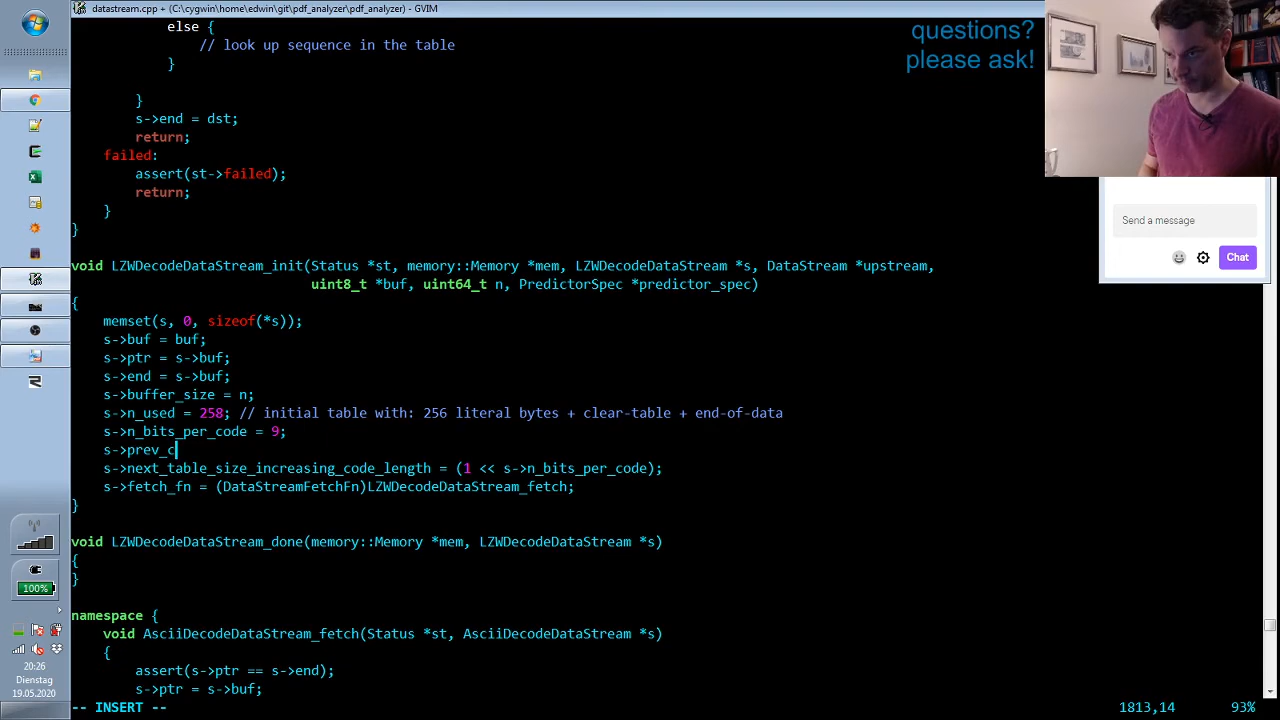 datastream.cpp + (C:\cygwin\home\edwin\git\pdf_analyzer\pdf_analyzer) - GVIM
else {
// look up sequence in the table
}
}
s->end = dst;
return;
failed:
assert(st->failed);
return;
}
}
void LZWDecodeDataStream_init(Status *st, memory::Memory *mem, LZWDecodeDataStream *s, DataStream *upstream,
uint8_t *buf, uint64_t n, PredictorSpec *predictor_spec)
{
memset(s, 0, sizeof(*s));
s->buf = buf;
s->ptr = s->buf;
s->end = s->buf;
s->buffer_size = n;
s->n_used = 258; // initial table with: 256 literal bytes + clear-table + end-of-data
s->n_bits_per_code = 9;
s->prev_c
s->next_table_size_increasing_code_length = (1 << s->n_bits_per_code);
s->fetch_fn = (DataStreamFetchFn)LZWDecodeDataStream_fetch;
}
void LZWDecodeDataStream_done(memory::Memory *mem, LZWDecodeDataStream *s)
{
}
namespace {
void AsciiDecodeDataStream_fetch(Status *st, AsciiDecodeDataStream *s)
{
assert(s->ptr == s->end);
s->ptr = s->buf;
-- INSERT --
1813,14
93%
questions?
please ask!
Send a message
Chat
100%
20:26
Dienstag
19.05.2020